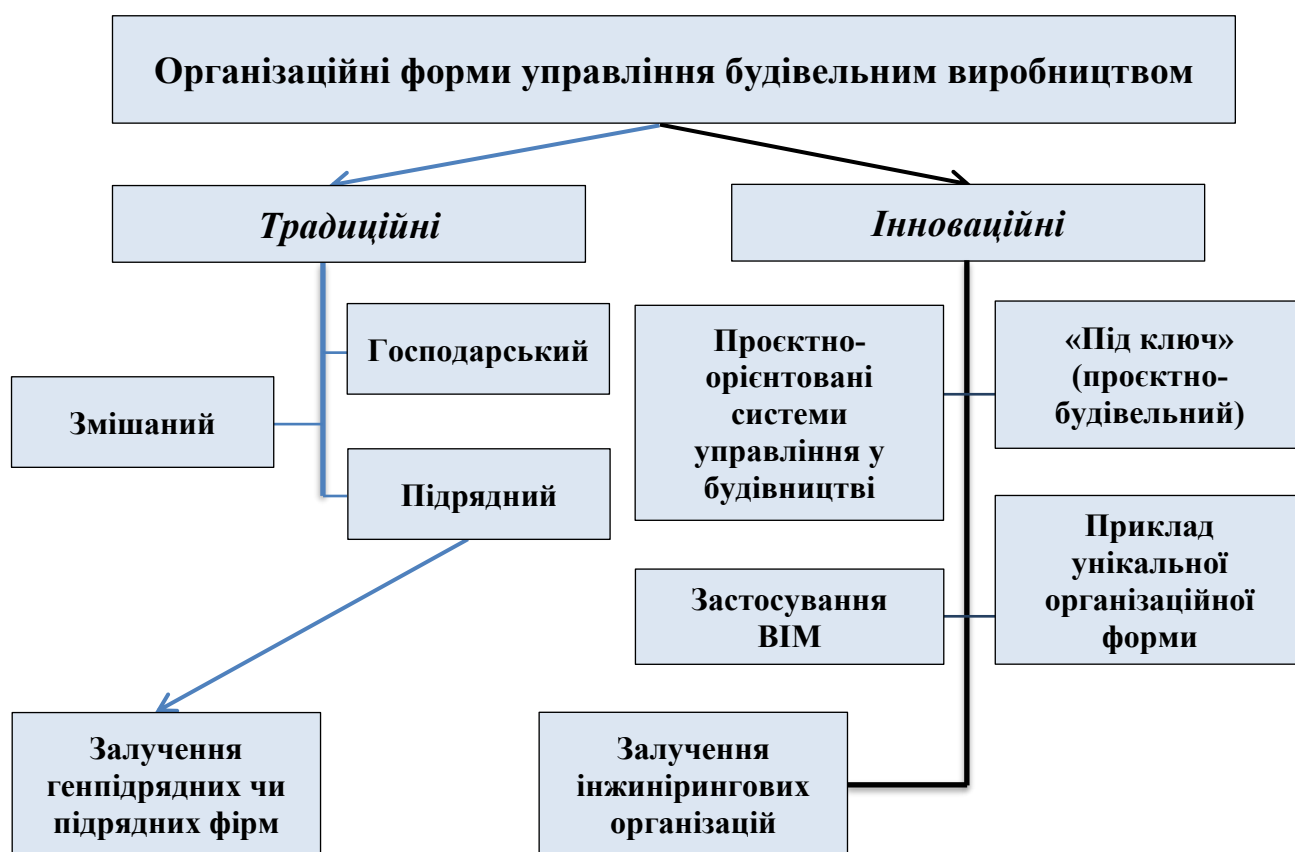 Організаційні форми управління будівельним виробництвом
Традиційні
Інноваційні
Господарський
Змішаний
Підрядний
Залучення
генпідрядних чи
підрядних фірм
Проєктно-
орієнтовані
системи
управління у
будівництві
«Під ключ»
(проєктно-
будівельний)
Застосування
ВІМ
Приклад
унікальної
організаційної
форми
Залучення
інжинірингових
організацій